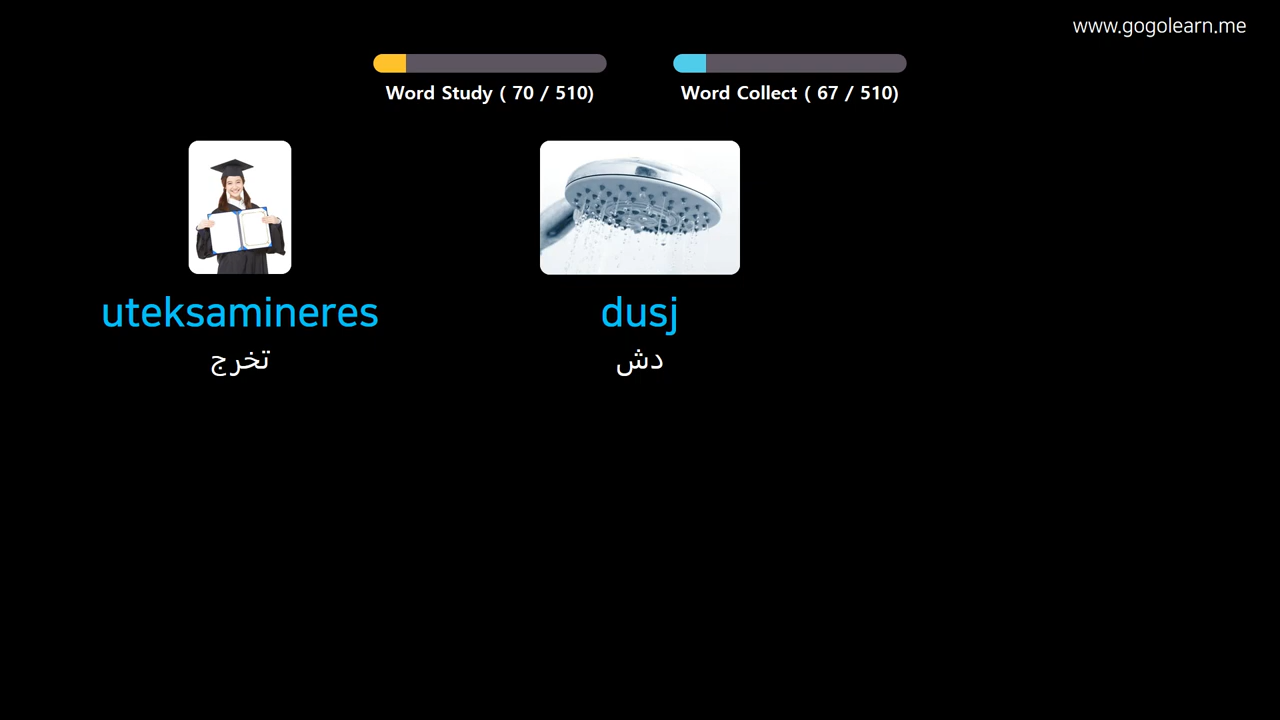 www.gogolearn.me
Word Study ( 70 / 510)
Word Collect ( 67 / 510)
uteksamineres
تخرج
dusj
دش